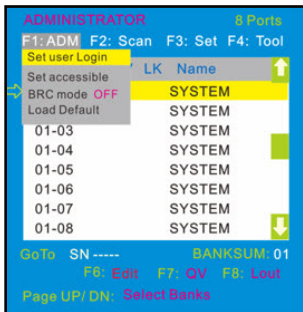 ADMINISTRATOR 8 Ports
F1: ADM F2: Scan F3: Set F4: Tool
Set user Login
LK Name
Set accessible
BRC mode OFF SYSTEM
Load Default SYSTEM
01-03 SYSTEM
01-04 SYSTEM
01-05 SYSTEM
01-06 SYSTEM
01-07 SYSTEM
01-08 SYSTEM
GoTo SN ----- BANKSUM: 01
F6: Edit F7: QV F8: Lout
Page UP/ DN: Select Banks